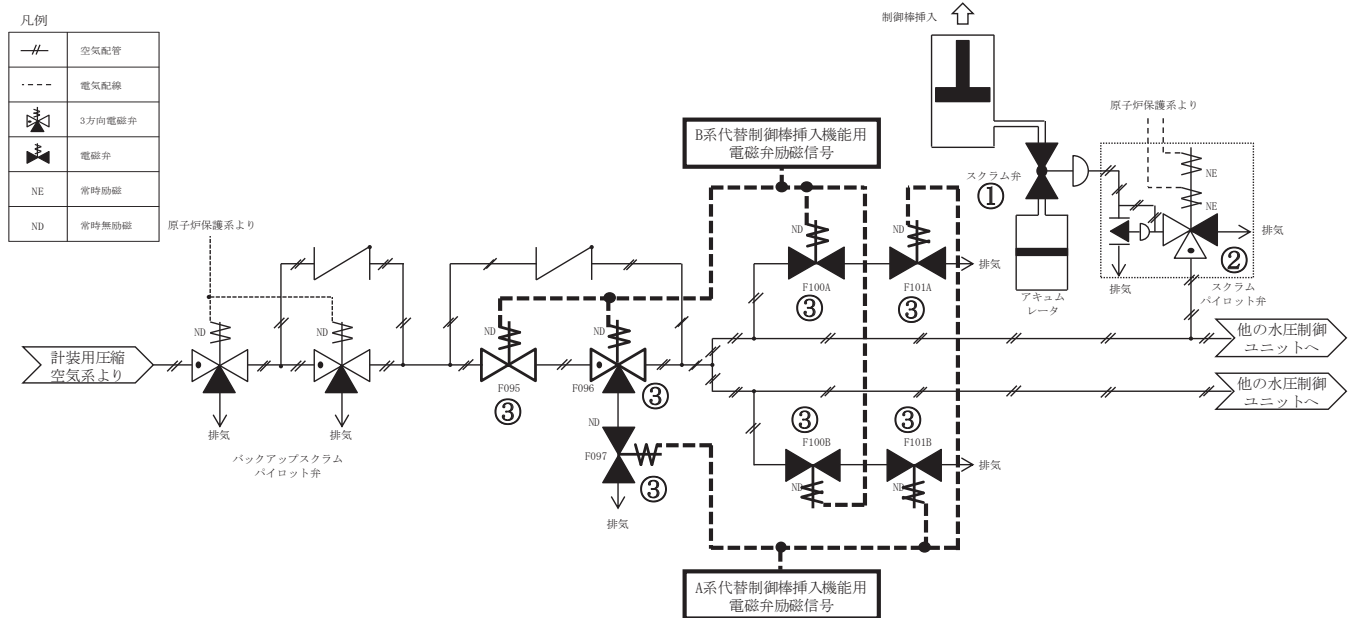 凡例
空気配管
電気配線
3方向電磁弁
電磁弁
NE
常時励磁
ND
常時無励磁
原子炉保護系より
ND
ND
計装用圧縮
空気系より
排気
排気
バックアップスクラム
パイロット弁
ND
F095
③
ND
F096
③
ND
F097
③
排気
B系代替制御棒挿入機能用
電磁弁励磁信号
ND
F100A
③
ND
F101A
③
排気
③
F100B
ND
③
F101B
ND
排気
A系代替制御棒挿入機能用
電磁弁励磁信号
制御棒挿入
スクラム弁
①
アキュム
レータ
原子炉保護系より
NE
NE
排気
②
排気
スクラム
パイロット弁
他の水圧制御
ユニットへ
他の水圧制御
ユニットへ